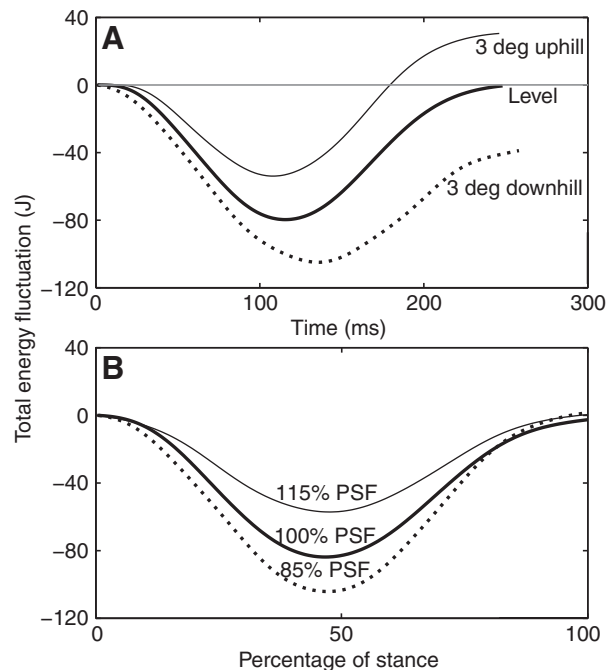 Total energy fluctuation (J)
A
40
0
−40
−80
−120
3 deg uphill
Level
3 deg downhill
0
100
200
300
Time (ms)
B
40
0
−40
−80
−120
115% PSF
100% PSF
85% PSF
0
50
100
Percentage of stance